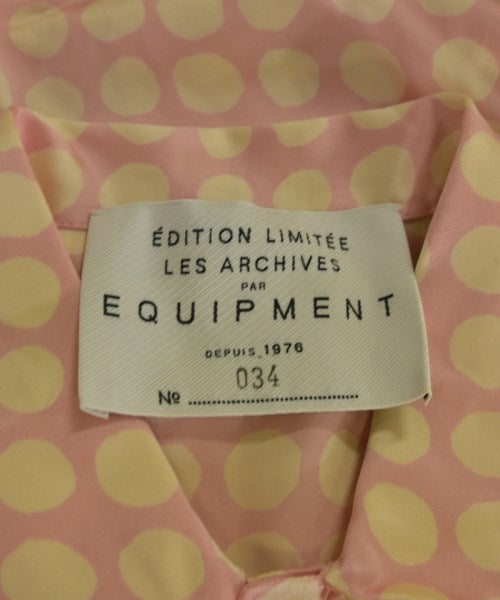 ÉDITION LIMITÉE
LES ARCHIVES
PAR
EQUIPMENT
DEPUIS 1976
034
Nº